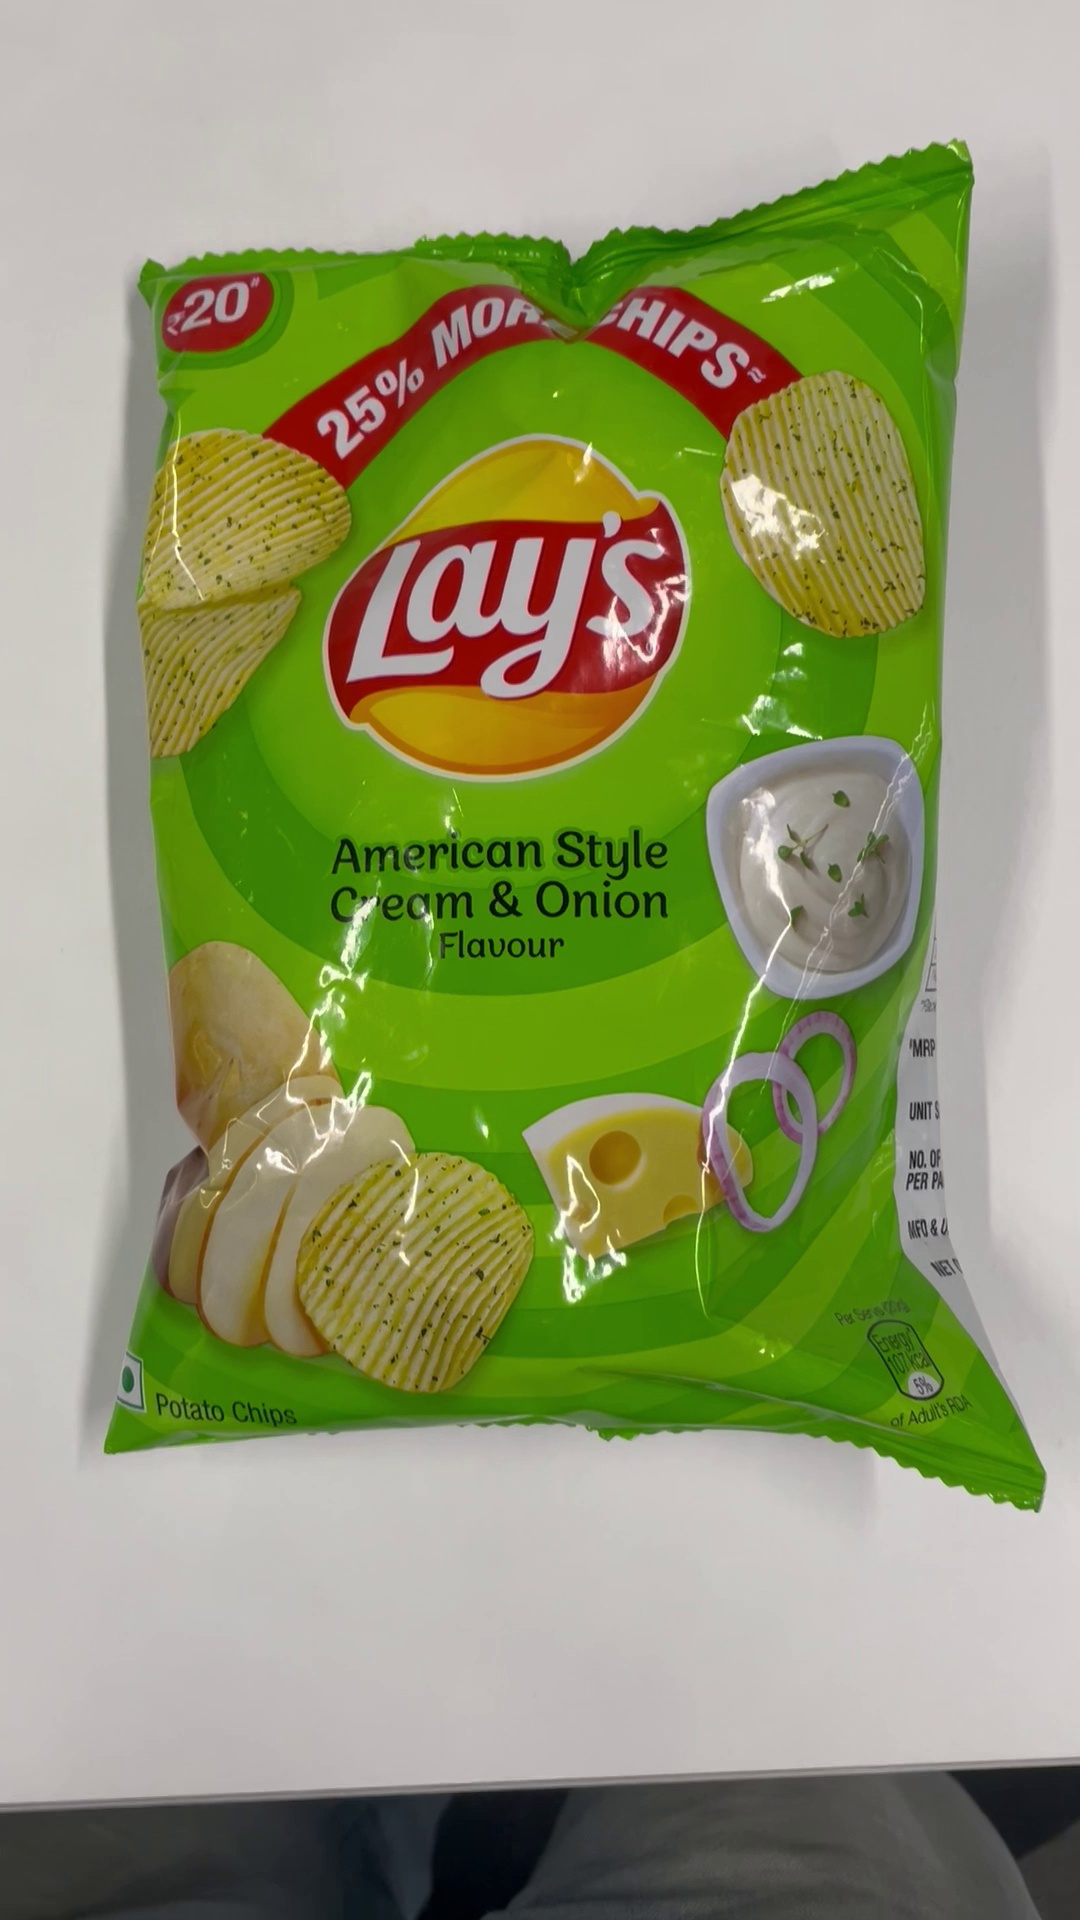 ₹20#
25% MORE CHIPS≈
Lay's
American Style
Cream & Onion
Flavour
MRP
UNIT
NO. OF
PER
MFD &
NET
Per Serve (20g)
Energy
107 kcal
5%
of Adult's RDA
Potato Chips